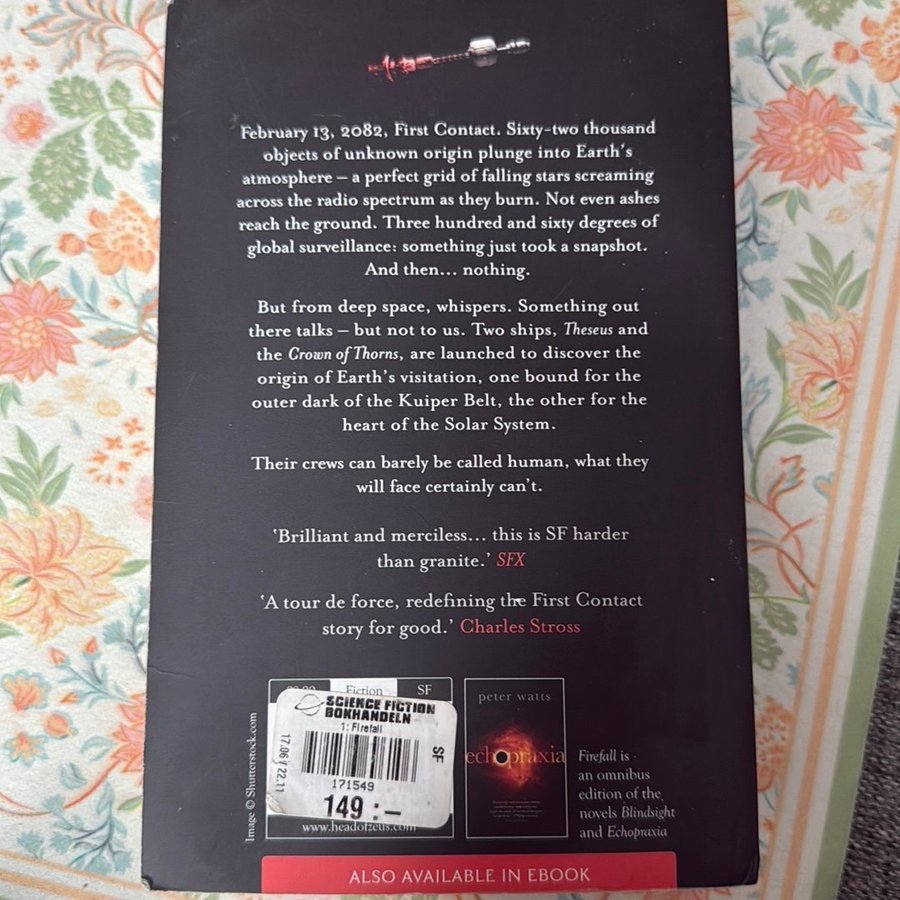 February 13, 2082, First Contact. Sixty-two thousand
objects of unknown origin plunge into Earth's
atmosphere – a perfect grid of falling stars screaming
across the radio spectrum as they burn. Not even ashes
reach the ground. Three hundred and sixty degrees of
global surveillance: something just took a snapshot.
And then... nothing.
But from deep space, whispers. Something out
there talks – but not to us. Two ships, Theseus and
the Crown of Thorns, are launched to discover the
origin of Earth's visitation, one bound for the
outer dark of the Kuiper Belt, the other for the
heart of the Solar System.
Their crews can barely be called human, what they
will face certainly can't.
'Brilliant and merciless... this is SF harder
than granite.' SFX
'A tour de force, redefining the First Contact
story for good.' Charles Stross
Image © Shutterstock.com
Fiction
SF
SCIENCE FICTION
BOKHANDELN
1: Firefall
17.06/22.11
SF
171549
149:–
www.headofzeus.com
peter watts
echopraxia
Firefall is
an omnibus
edition of the
novels Blindsight
and Echopraxia
ALSO AVAILABLE IN EBOOK